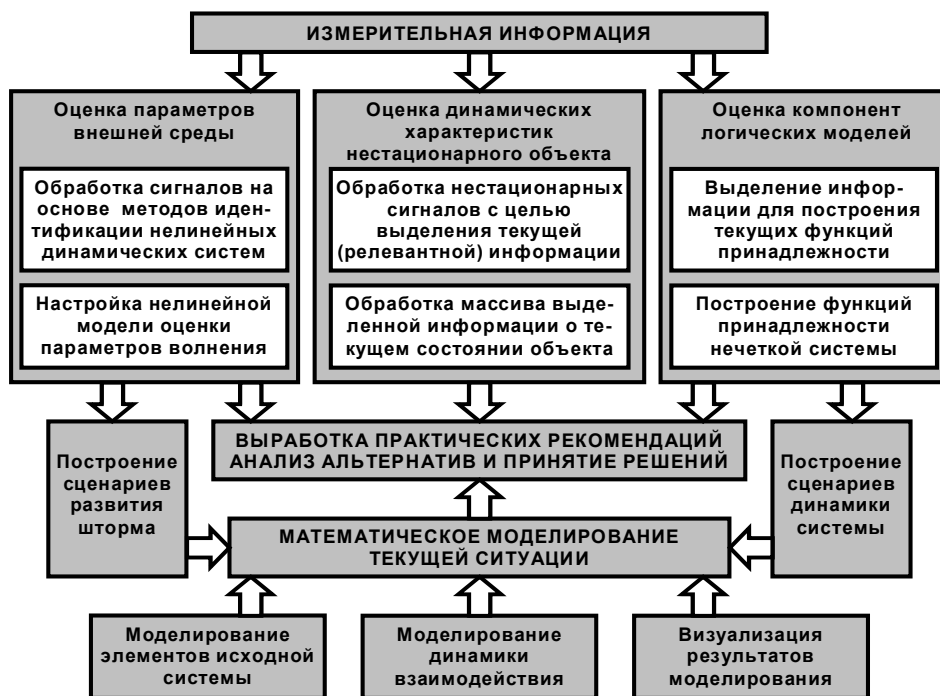 ИЗМЕРИТЕЛЬНАЯ ИНФОРМАЦИЯ
Оценка параметров
внешней среды
Обработка сигналов на
основе методов иден-
тификации нелинейных
динамических систем
Настройка нелинейной
модели оценки
параметров волнения
Оценка динамических
характеристик
нестационарного объекта
Обработка нестационарных
сигналов с целью
выделения текущей
(релевантной) информации
Обработка массива выде-
ленной информации о те-
кущем состоянии объекта
Оценка компонент
логических моделей
Выделение инфор-
мации для построения
текущих функций
принадлежности
Построение функций
принадлежности
нечеткой системы
Построение
сценариев
развития
шторма
ВЫРАБОТКА ПРАКТИЧЕСКИХ РЕКОМЕНДАЦИЙ
АНАЛИЗ АЛЬТЕРНАТИВ И ПРИНЯТИЕ РЕШЕНИЙ
Построение
сценариев
динамики
системы
МАТЕМАТИЧЕСКОЕ МОДЕЛИРОВАНИЕ
ТЕКУЩЕЙ СИТУАЦИИ
Моделирование
элементов исходной
системы
Моделирование
динамики
взаимодействия
Визуализация
результатов
моделирования